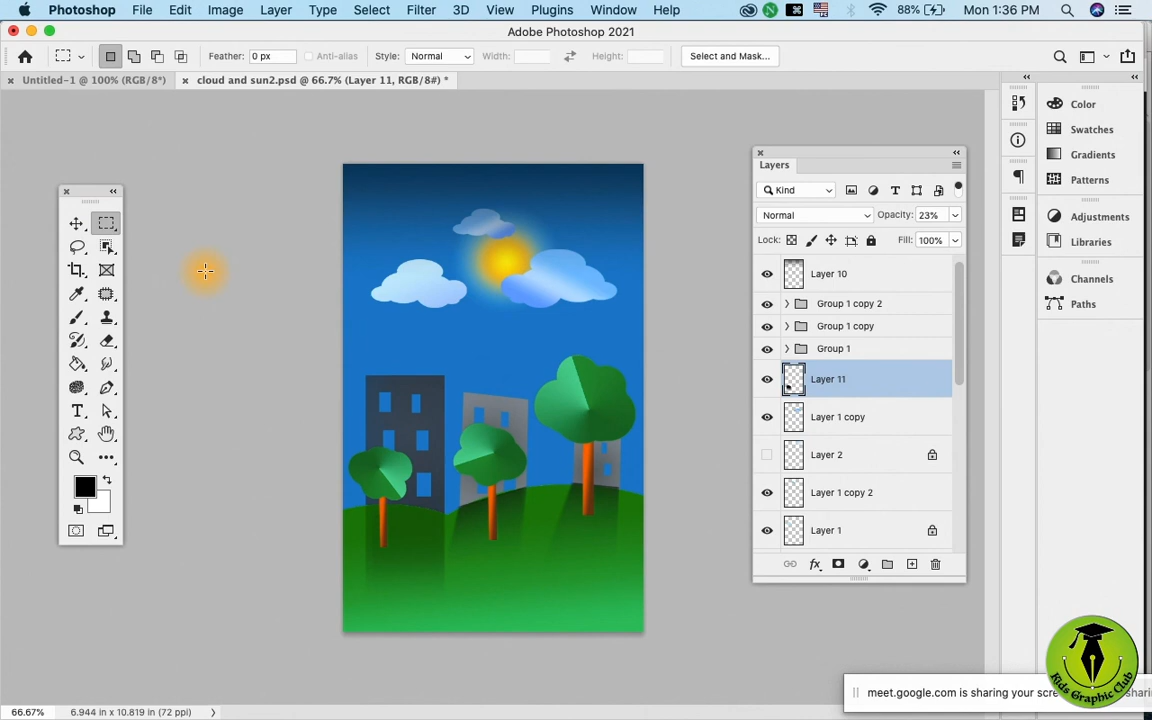 Photoshop File Edit Image Layer Type Select Filter 3D View Plugins Window Help 88% Mon 1:36 PM
Adobe Photoshop 2021
Feather: 0 px Anti-alias Style: Normal Width: Height: Select and Mask...
Untitled-1 @ 100% (RGB/8*) cloud and sun2.psd @ 66.7% (Layer 11, RGB/8#) *
Layers
Kind
Normal Opacity: 23%
Lock: Fill: 100%
Layer 10
Group 1 copy 2
Group 1 copy
Group 1
Layer 11
Layer 1 copy
Layer 2
Layer 1 copy 2
Layer 1
fx
Color
Swatches
Gradients
Patterns
Adjustments
Libraries
Channels
Paths
Kids Graphic Club
meet.google.com is sharing your
66.67% 6.944 in x 10.819 in (72 ppi)